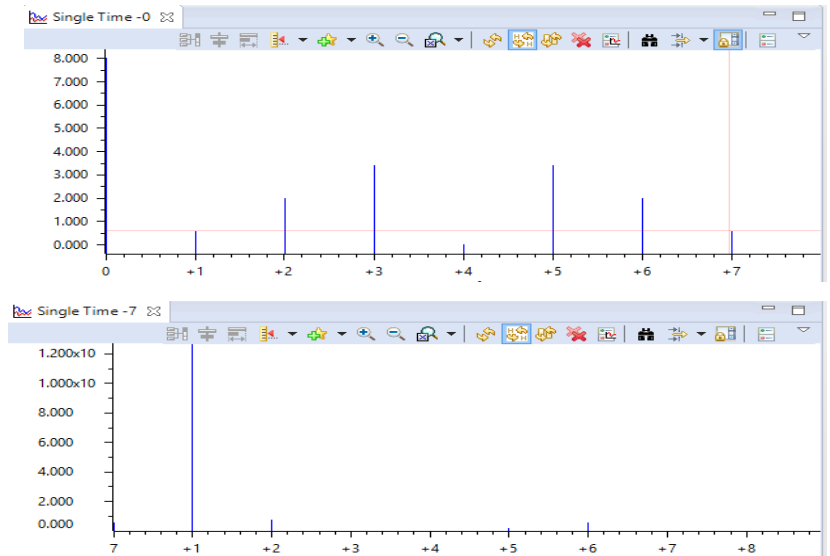 Single Time -0
8.000
7.000
6.000
5.000
4.000
3.000
2.000
1.000
0.000
0 +1 +2 +3 +4 +5 +6 +7
Single Time -7
1.200x10
1.000x10
8.000
6.000
4.000
2.000
0.000
7 +1 +2 +3 +4 +5 +6 +7 +8